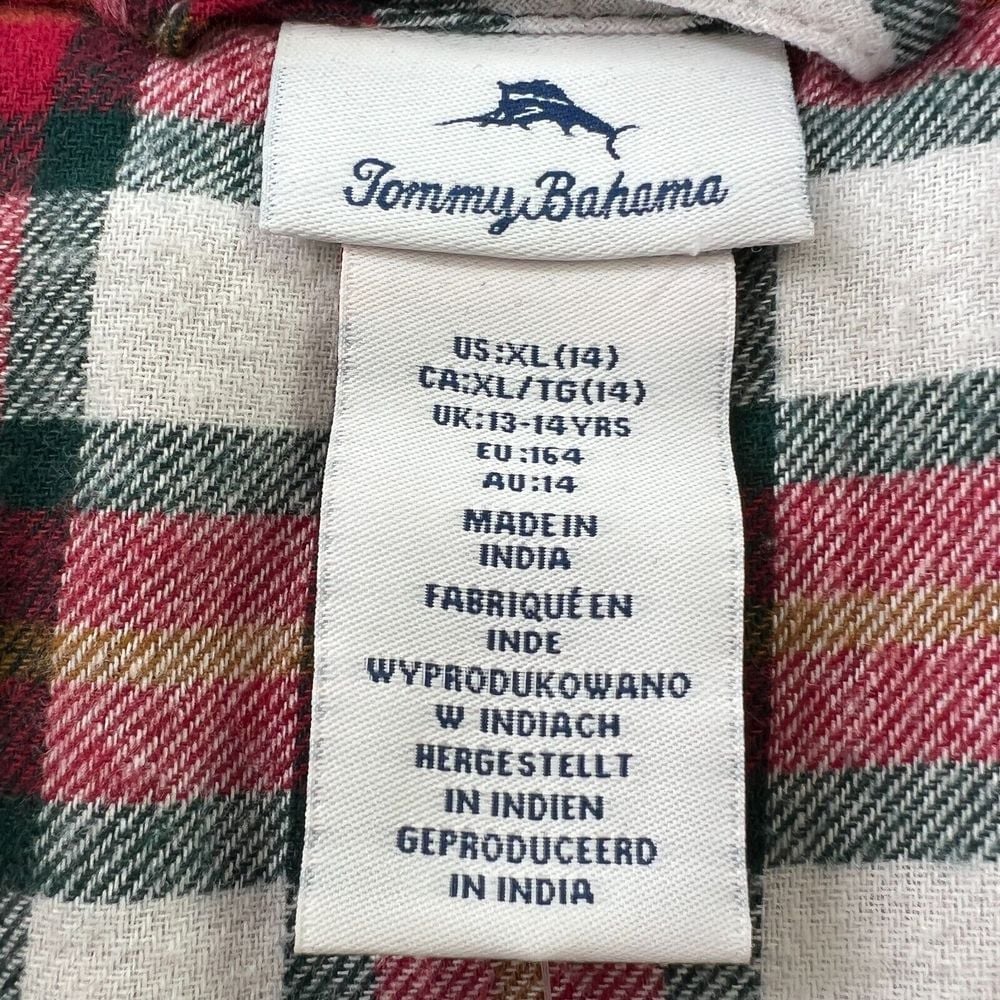 Tommy Bahama
US:XL(14)
CA:XL/TG(14)
UK:13-14YRS
EU:164
AU:14
MADE IN
INDIA
FABRIQUÉ EN
INDE
WYPRODUKOWANO
W INDIACH
HERGESTELLT
IN INDIEN
GEPRODUCEERD
IN INDIA